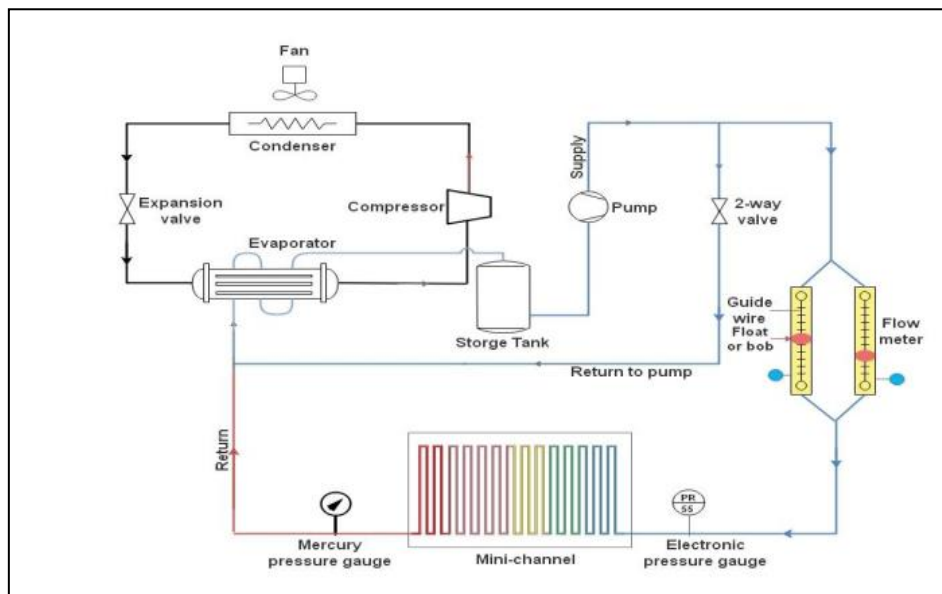 Fan
Condenser
Expansion
valve
Compressor
Evaporator
Storge Tank
Supply
Pump
2-way
valve
Guide
wire
Float
or bob
Flow
meter
Return to pump
Return
Mercury
pressure gauge
Mini-channel
PR
55
Electronic
pressure gauge